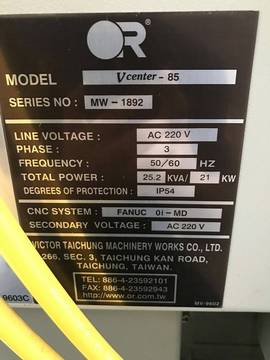 OR
MODEL Vcenter-85
SERIES NO : MW-1892
LINE VOLTAGE : AC 220 V
PHASE : 3
FREQUENCY : 50/60 HZ
TOTAL POWER : 25.2 KVA/ 21 KW
DEGREES OF PROTECTION : IP54
CNC SYSTEM : FANUC 0i-MD
SECONDARY VOLTAGE : AC 220 V
VICTOR TAICHUNG MACHINERY WORKS CO., LTD.
266, SEC, 3, TAICHUNG KAN ROAD,
TAICHUNG, TAIWAN.
TEL: 886-4-23592101
FAX: 886-4-23592943
http://www.or.com.tw
9603C
MV-9602